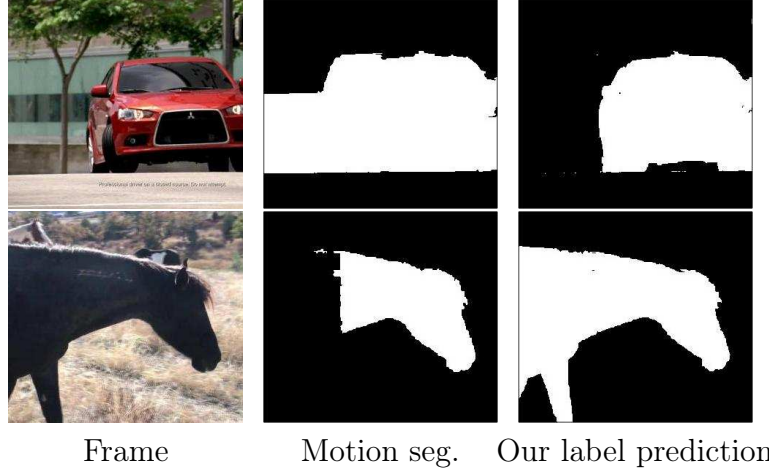 Professional driver on a closed course. Do not attempt.
Frame Motion seg. Our label prediction